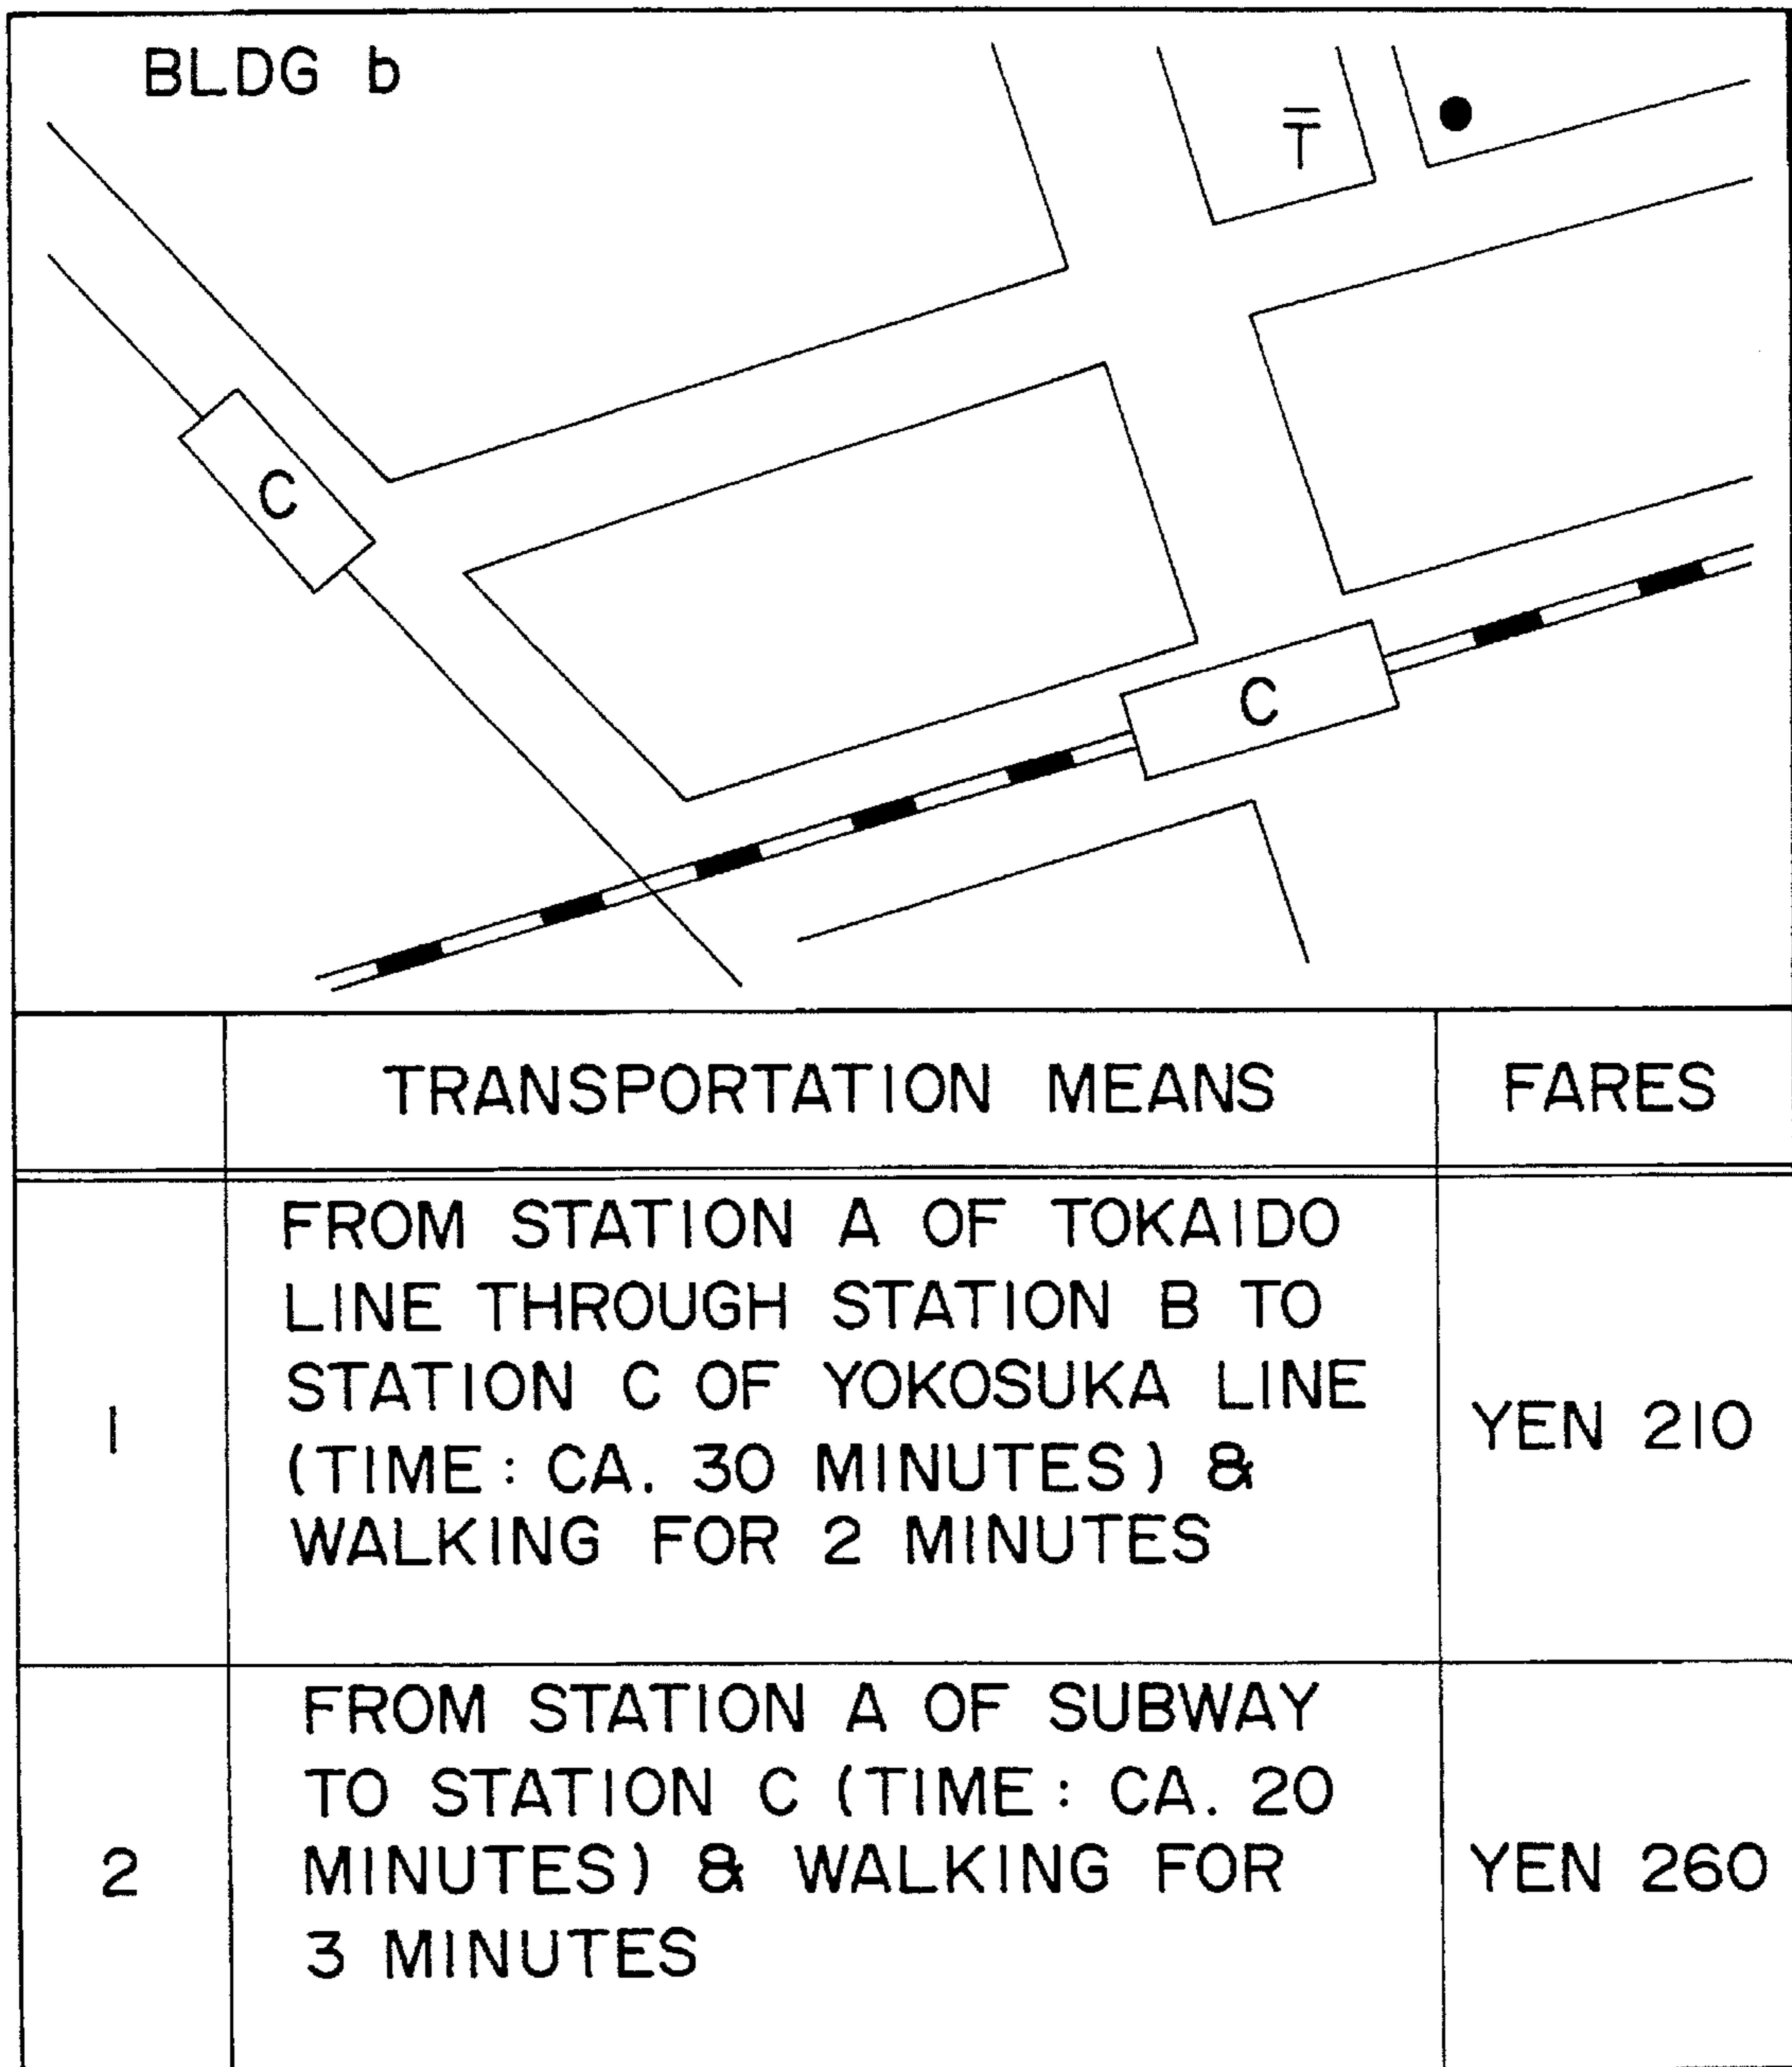 BLDG b
〒
C
C
TRANSPORTATION MEANS FARES
1
FROM STATION A OF TOKAIDO
LINE THROUGH STATION B TO
STATION C OF YOKOSUKA LINE
(TIME: CA. 30 MINUTES) &
WALKING FOR 2 MINUTES
YEN 210
2
FROM STATION A OF SUBWAY
TO STATION C (TIME: CA. 20
MINUTES) & WALKING FOR
3 MINUTES
YEN 260